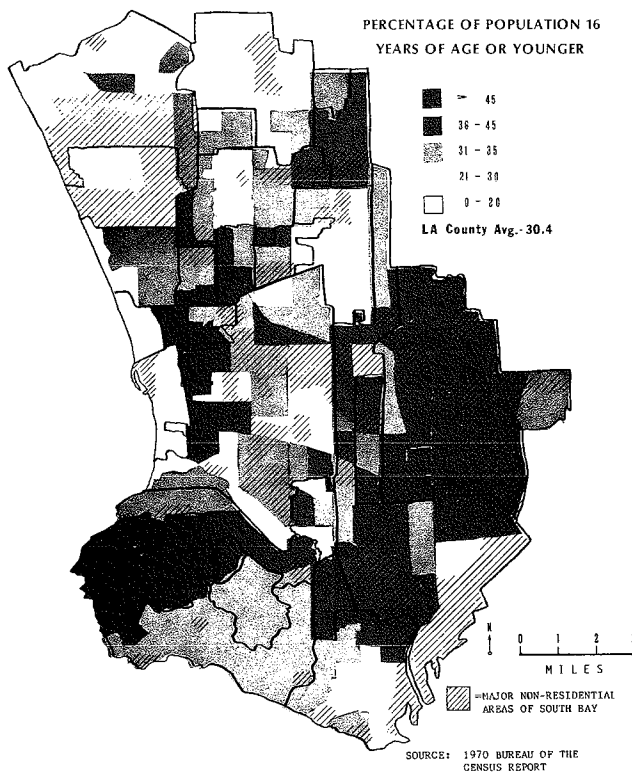 PERCENTAGE OF POPULATION 16
YEARS OF AGE OR YOUNGER
> 45
36 - 45
31 - 35
21 - 30
0 - 20
LA County Avg.-30.4
N
0 1 2
MILES
=MAJOR NON-RESIDENTIAL
AREAS OF SOUTH BAY
SOURCE: 1970 BUREAU OF THE
CENSUS REPORT